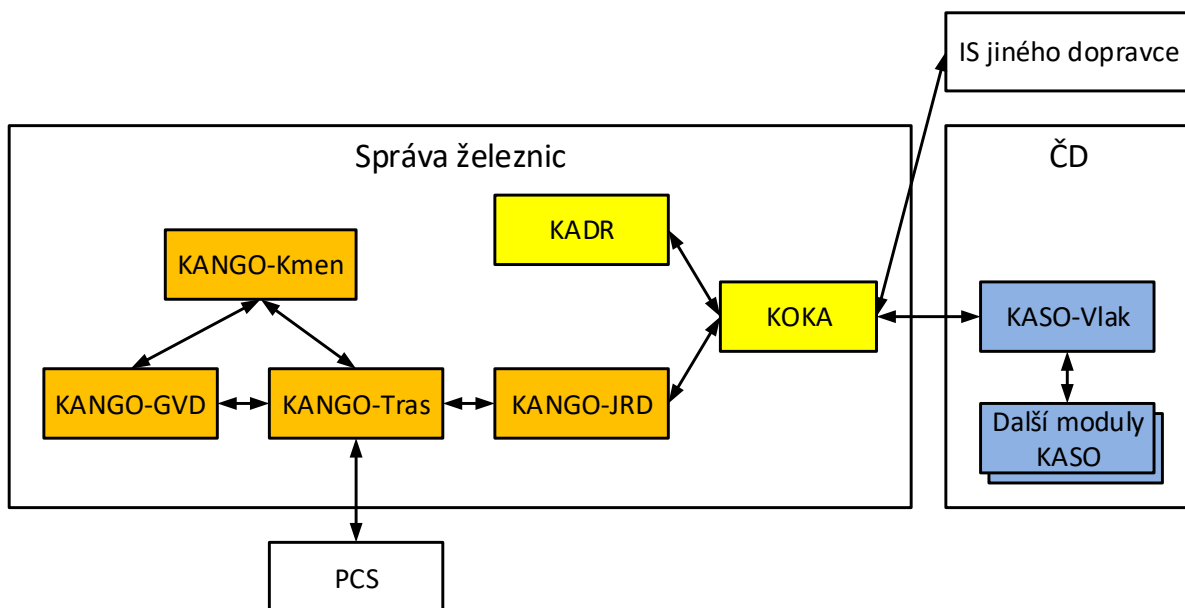 IS jiného dopravce
Správa železnic
ČD
KADR
KANGO-Kmen
KOKA
KASO-Vlak
KANGO-GVD
KANGO-Tras
KANGO-JRD
Další moduly
KASO
PCS